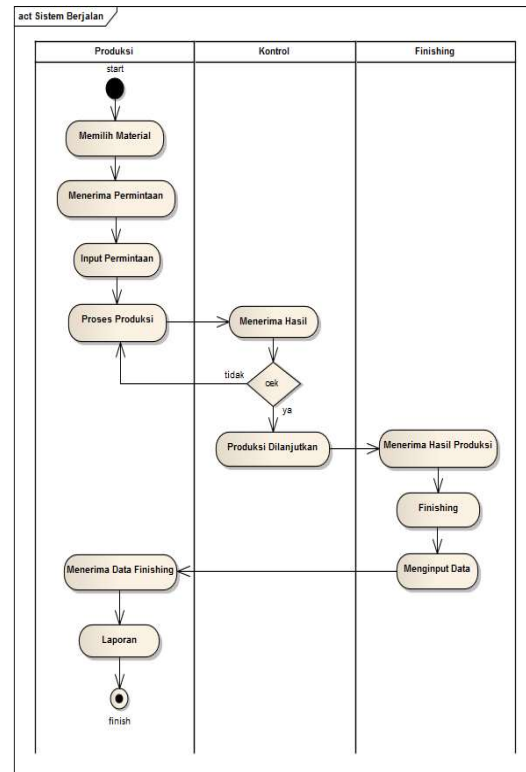 act Sistem Berjalan
Produksi
Kontrol
Finishing
start
Memilih Material
Menerima Permintaan
Input Permintaan
Proses Produksi
Menerima Hasil
tidak
cek
ya
Produksi Dilanjutkan
Menerima Hasil Produksi
Finishing
Menginput Data
Menerima Data Finishing
Laporan
finish